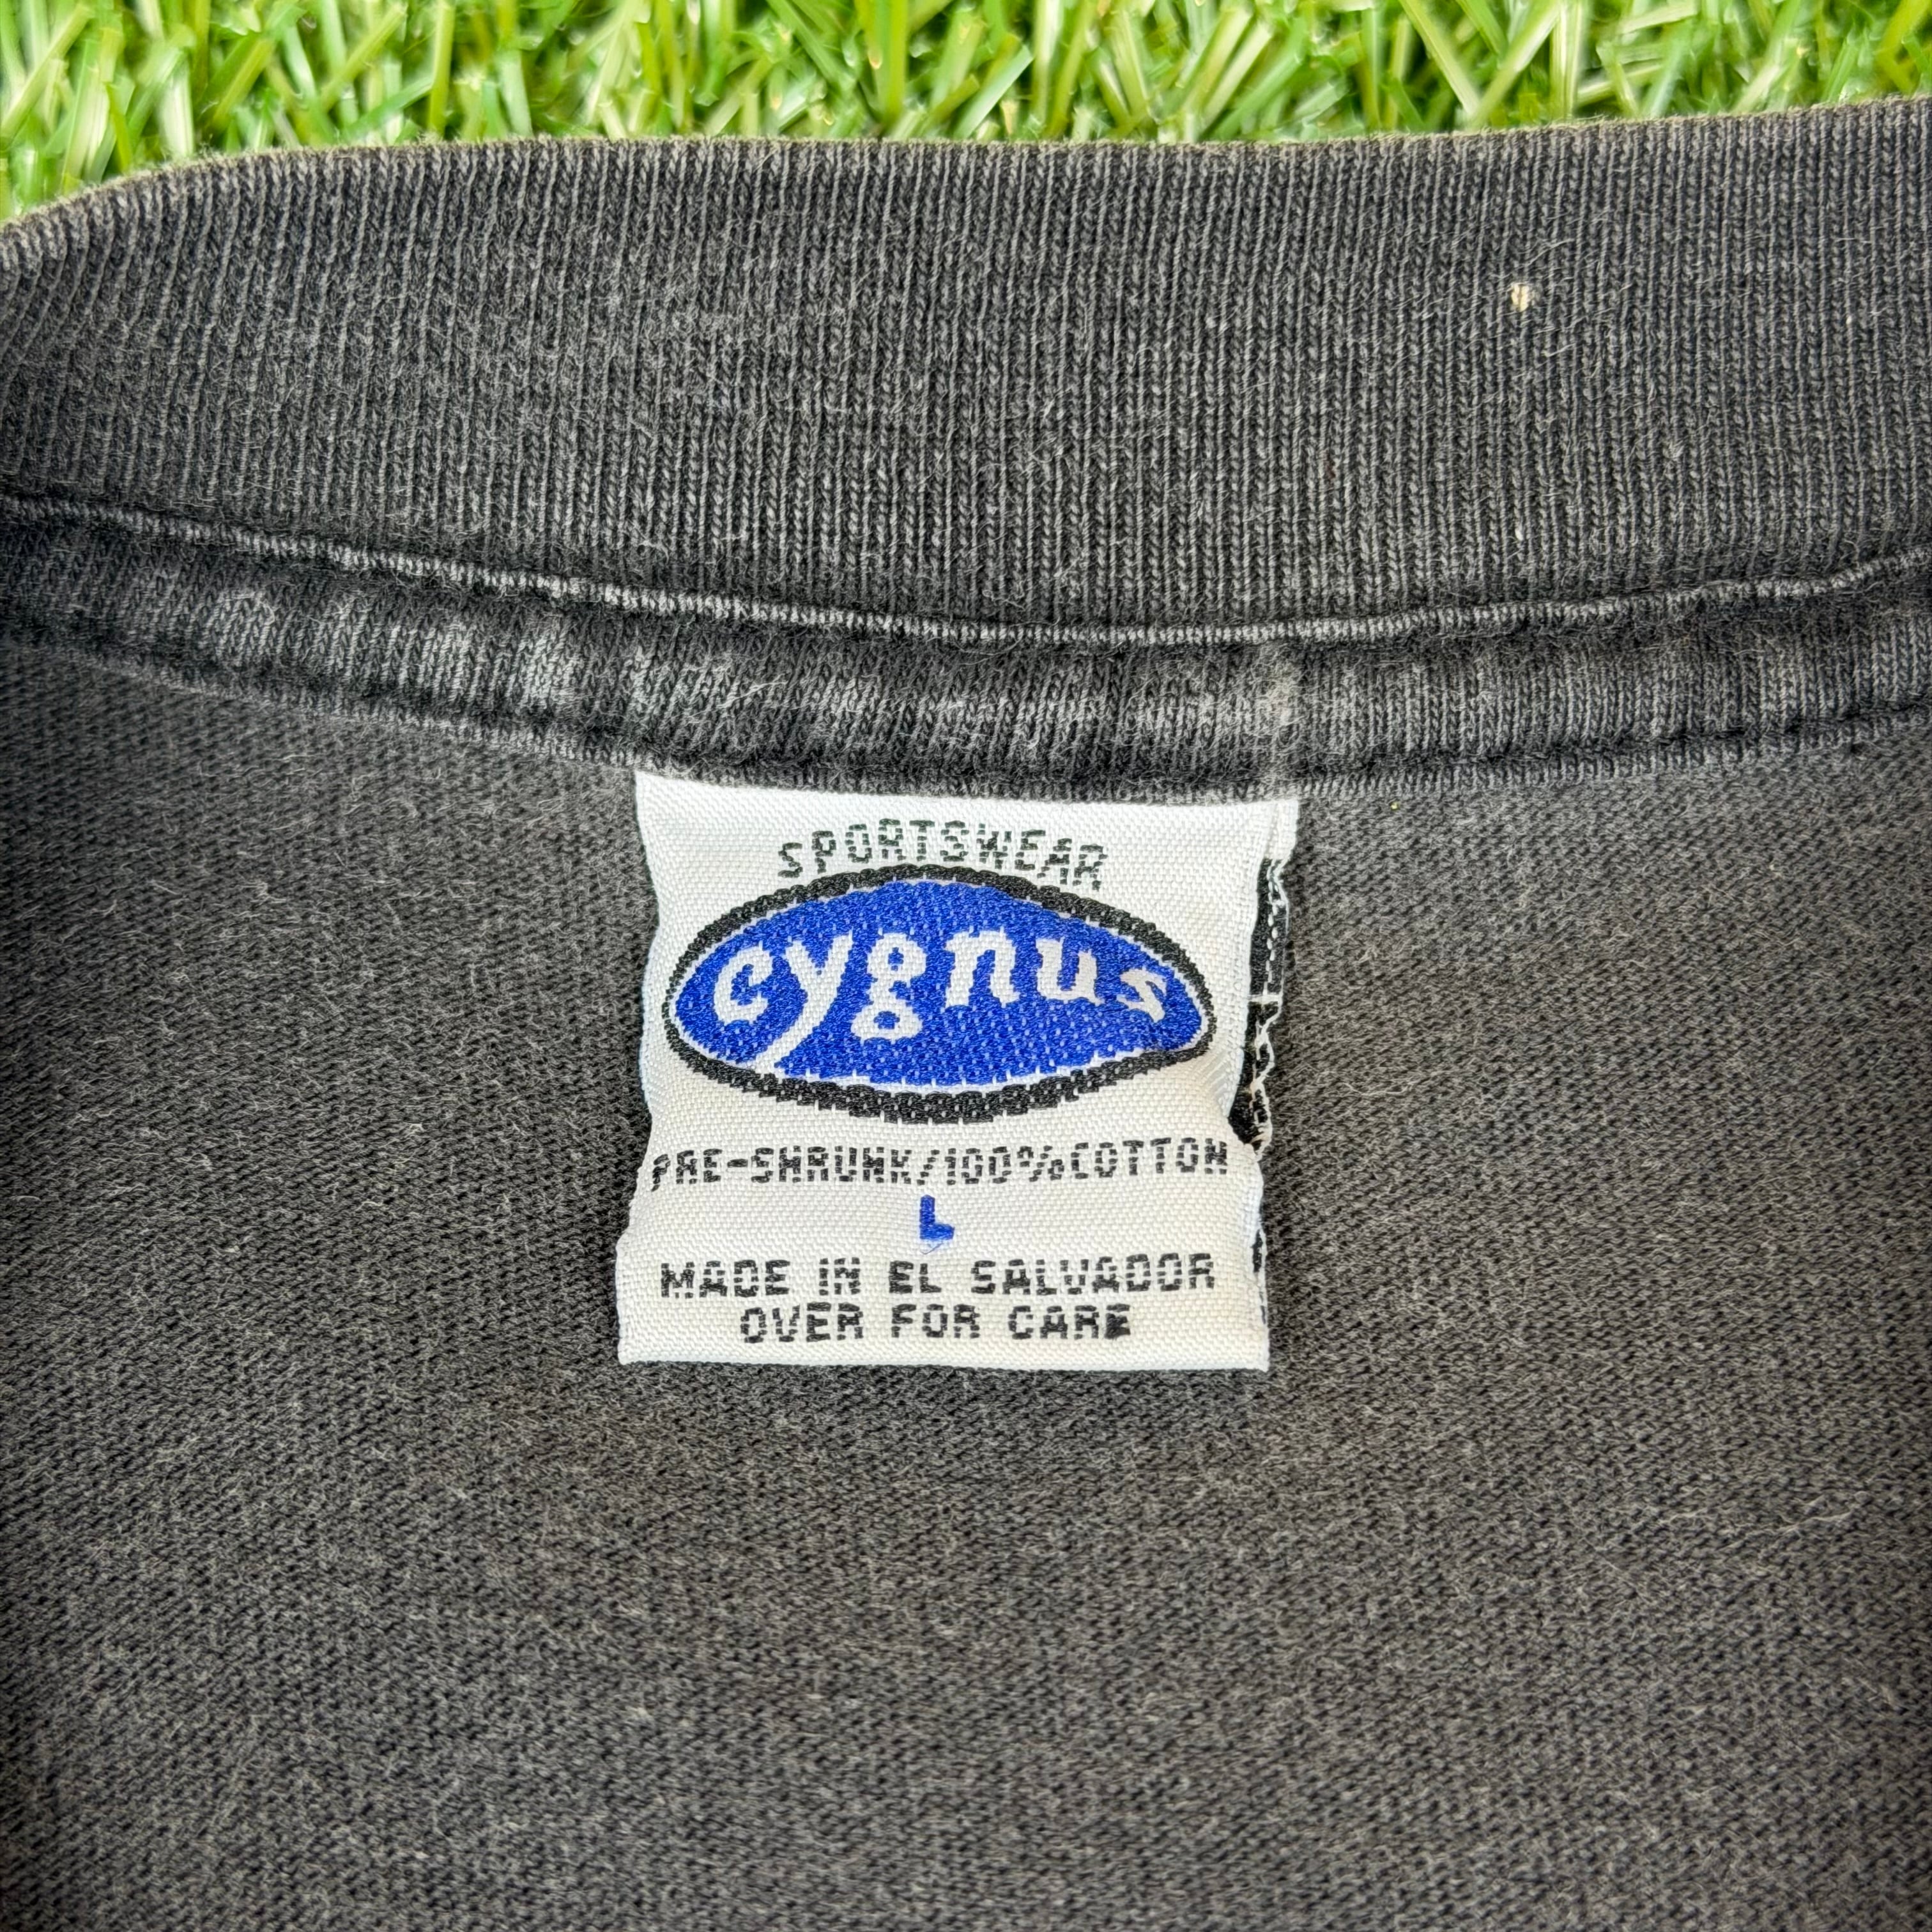 SPORTSWEAR
cygnus
PRE-SHRUNK/100%COTTON
L
MADE IN EL SALVADOR
OVER FOR CARE